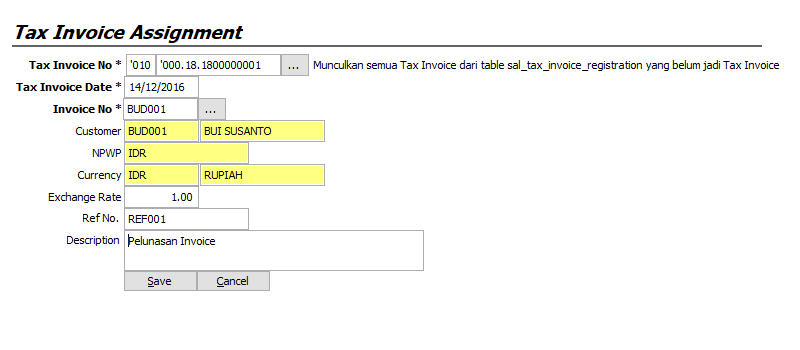 Tax Invoice Assignment
Tax Invoice No * '010 '000.18.1800000001 ... Munculkan semua Tax Invoice dari table sal_tax_invoice_registration yang belum jadi Tax Invoice
Tax Invoice Date * 14/12/2016
Invoice No * BUD001 ...
Customer BUD001 BUI SUSANTO
NPWP IDR
Currency IDR RUPIAH
Exchange Rate 1.00
Ref No. REF001
Description Pelunasan Invoice
Save Cancel